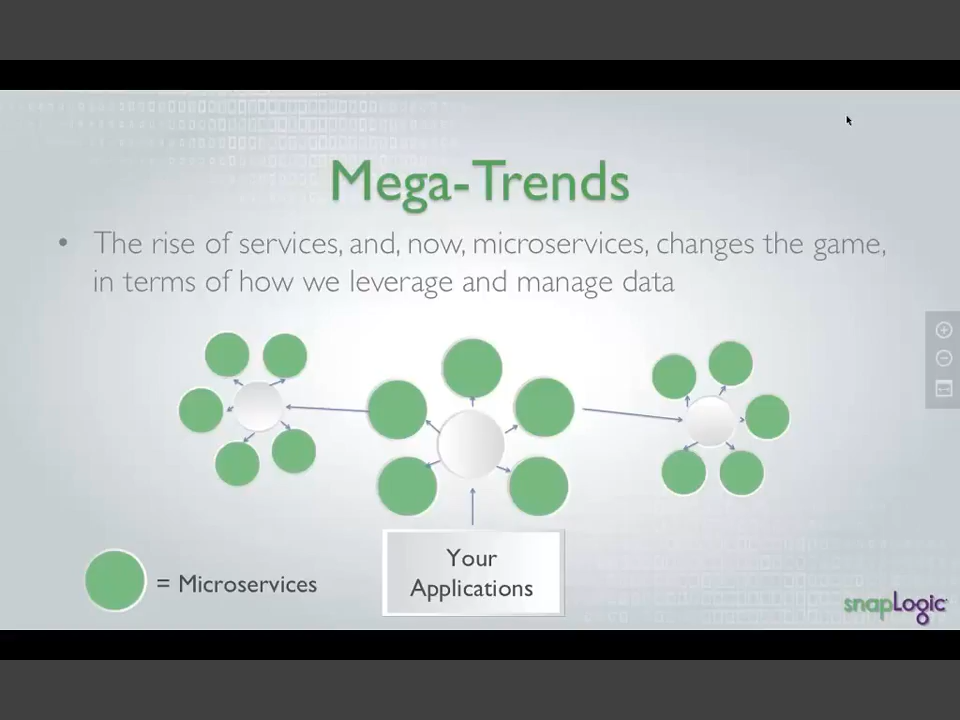 Mega-Trends
• The rise of services, and, now, microservices, changes the game,
in terms of how we leverage and manage data
Your
Applications
= Microservices
snapLogic